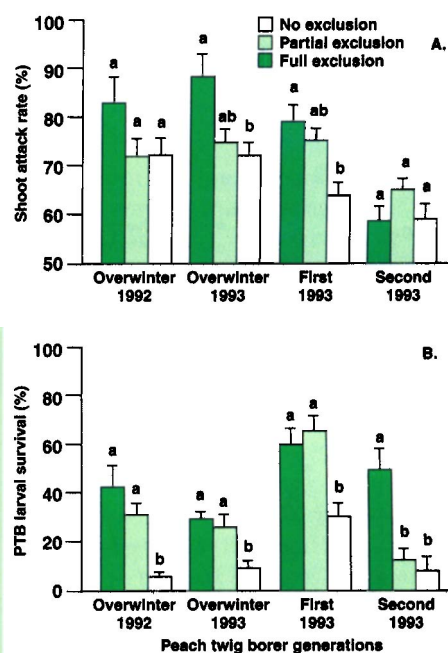 No exclusion
Partial exclusion
Full exclusion
A.
Shoot attack rate (%)
100
90
80
70
60
50
a
a
a
a
ab
b
a
ab
b
a
a
a
Overwinter
1992
Overwinter
1993
First
1993
Second
1993
B.
PTB larval survival (%)
100
80
60
40
20
0
a
a
b
a
a
b
a
a
b
a
b
b
Overwinter
1992
Overwinter
1993
First
1993
Second
1993
Peach twig borer generations